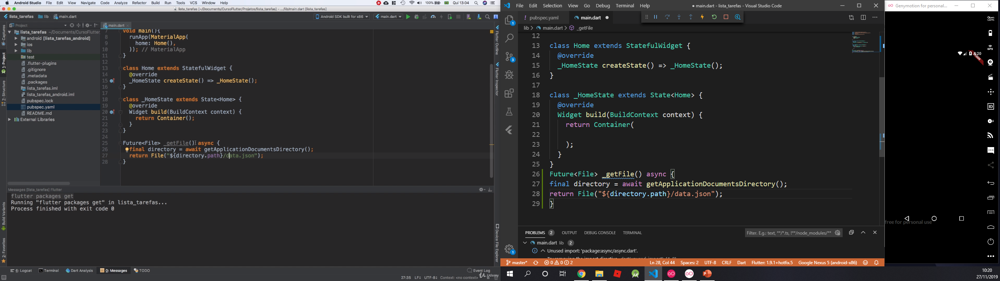 Android Studio File Edit View Navigate Code Analyze Refactor Build Run Tools VCS Window Help 100% Qui 13:04
lista_tarefas [~/Documents/CursoFlutter/Projetos/lista_tarefas] - .../lib/main.dart [lista_tarefas]
lista_tarefas lib main.dart Android SDK built for x86 main.dart
Project main.dart
lista_tarefas ~/Documents/CursoFlutter
android [lista_tarefas_android]
ios
lib
test
.flutter-plugins
.gitignore
.metadata
.packages
lista_tarefas.iml
lista_tarefas_android.iml
pubspec.lock
pubspec.yaml
README.md
External Libraries
Captures
1: Project
Z: Structure
Build Variants
2: Favorites
7 void main(){
8 runApp(MaterialApp(
9 home: Home(),
10 )); // MaterialApp
11 }
12
13 class Home extends StatefulWidget {
14 @override
15 _HomeState createState() => _HomeState();
16 }
17
18 class _HomeState extends State<Home> {
19 @override
20 Widget build(BuildContext context) {
21 return Container();
22 }
23 }
24
25 Future<File> _getFile() async {
26 final directory = await getApplicationDocumentsDirectory();
27 return File("${directory.path}/data.json");
28 }
Flutter Outline
Flutter Inspector
Device File Explorer
Messages [lista_tarefas] Flutter
flutter packages get
Running "flutter packages get" in lista_tarefas...
Process finished with exit code 0
6: Logcat Terminal Dart Analysis 0: Messages TODO Event Log
27:35 LF÷ UTF-8÷ Context: <no context> Udemy
File Edit Selection View Go Debug Terminal Help ● main.dart - lista_tarefas - Visual Studio Code
! pubspec.yaml main.dart ●
lib > main.dart > _getFile
1
3
1
12
13 class Home extends StatefulWidget {
14 @override
15 _HomeState createState() => _HomeState();
16 }
17
18 class _HomeState extends State<Home> {
19 @override
20 Widget build(BuildContext context) {
21 return Container(
22
23 );
24 }
25 }
26 Future<File> _getFile() async {
27 final directory = await getApplicationDocumentsDirectory();
28 return File("${directory.path}/data.json");
29 }
PROBLEMS 2 OUTPUT DEBUG CONSOLE TERMINAL Filter. E.g.: text, **/*.ts, !**/node_modules/**
main.dart lib 2
Unused import: 'package:async/async.dart'.
master* 0 0 2 Ln 28, Col 44 Spaces: 2 UTF-8 CRLF Dart Flutter: 1.9.1+hotfix.5 Google Nexus 5 (android-x86)
Genymotion for personal...
Open GAPPS
8:20
DEBUG
GPS
ID
free for personal use
10:20
27/11/2019